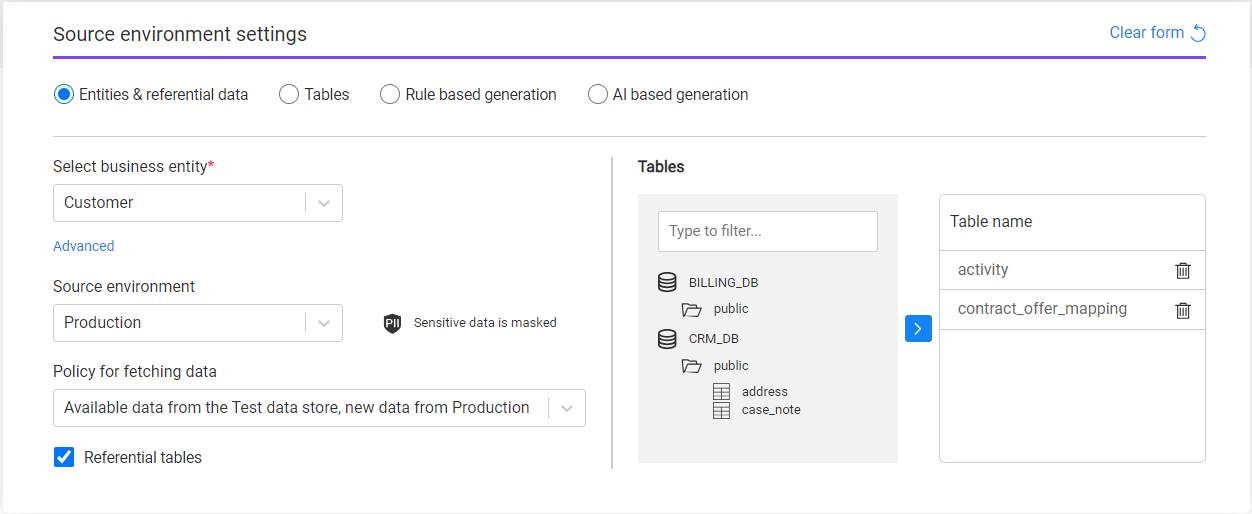 Source environment settings
Clear form
Entities & referential data
Tables
Rule based generation
AI based generation
Select business entity*
Customer
Advanced
Source environment
Production
PII
Sensitive data is masked
Policy for fetching data
Available data from the Test data store, new data from Production
Referential tables
Tables
Type to filter...
BILLING_DB
public
CRM_DB
public
address
case_note
Table name
activity
contract_offer_mapping